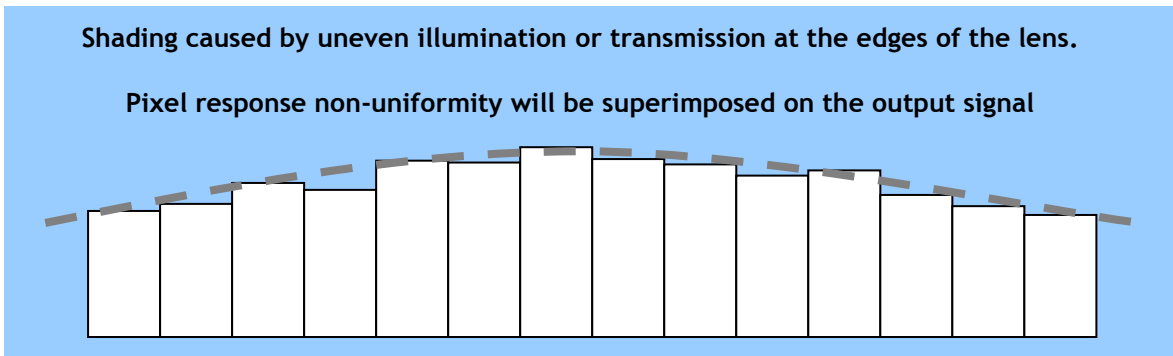 Shading caused by uneven illumination or transmission at the edges of the lens.
Pixel response non-uniformity will be superimposed on the output signal